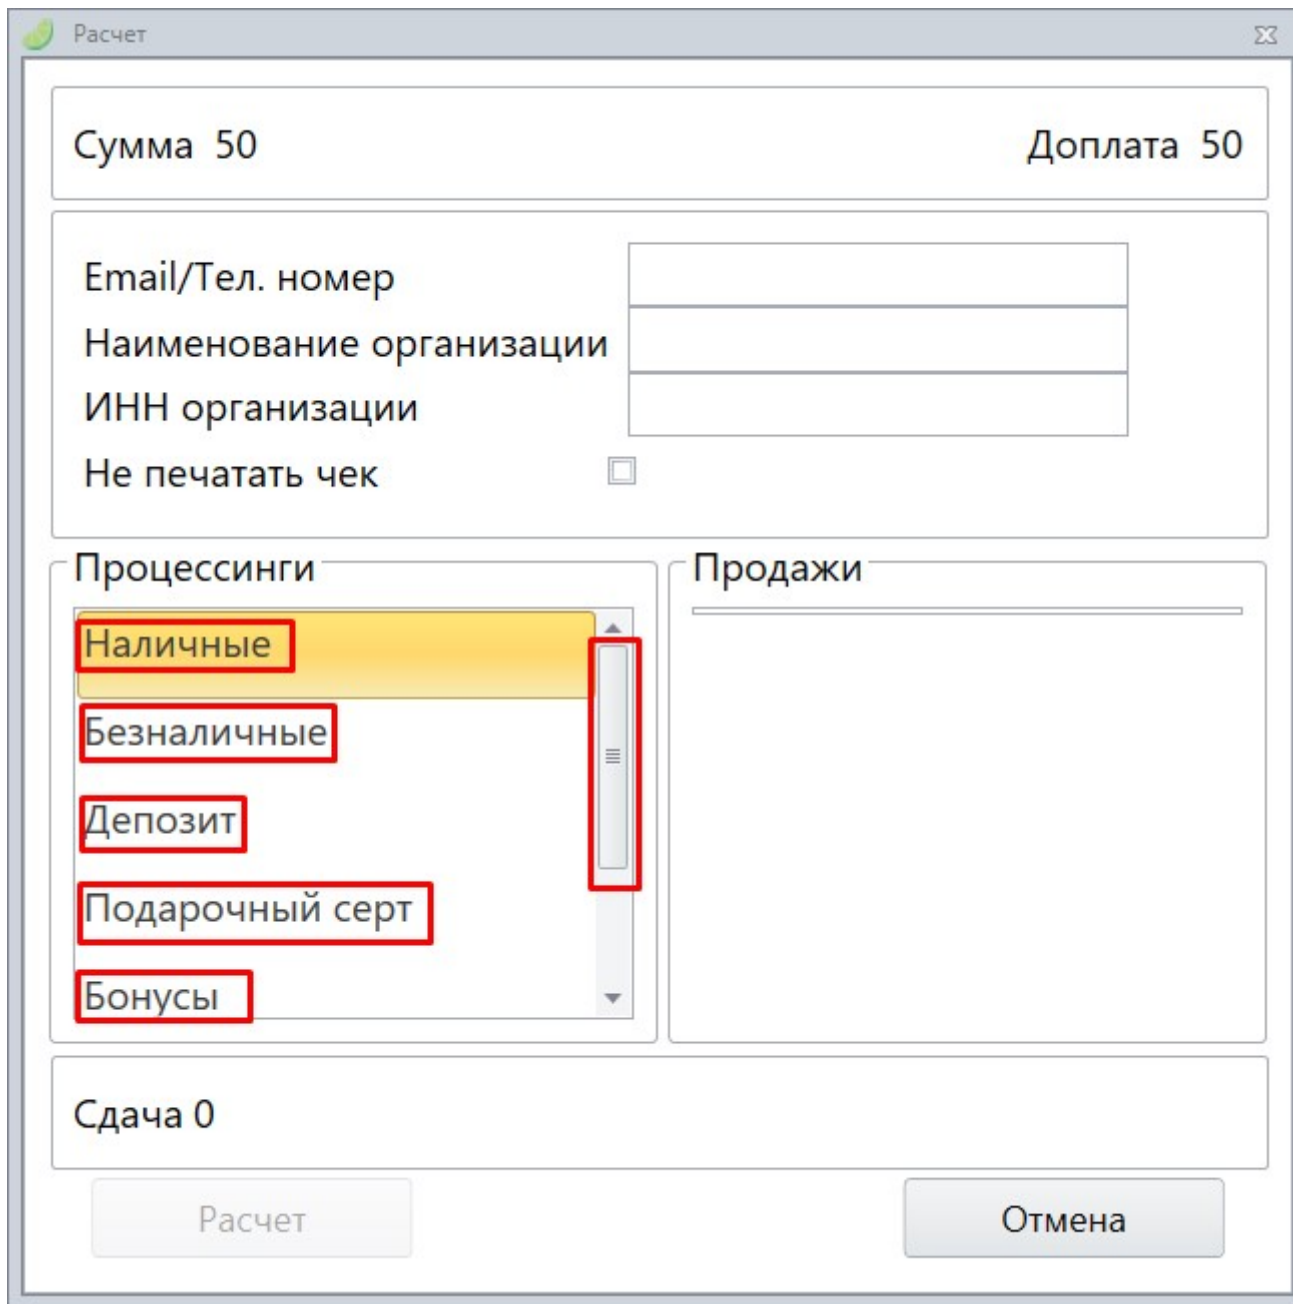 Расчет
Сумма 50
Доплата 50
Email/Тел. номер
Наименование организации
ИНН организации
Не печатать чек
Процессинги
Наличные
Безналичные
Депозит
Подарочный серт
Бонусы
Продажи
Сдача 0
Расчет
Отмена